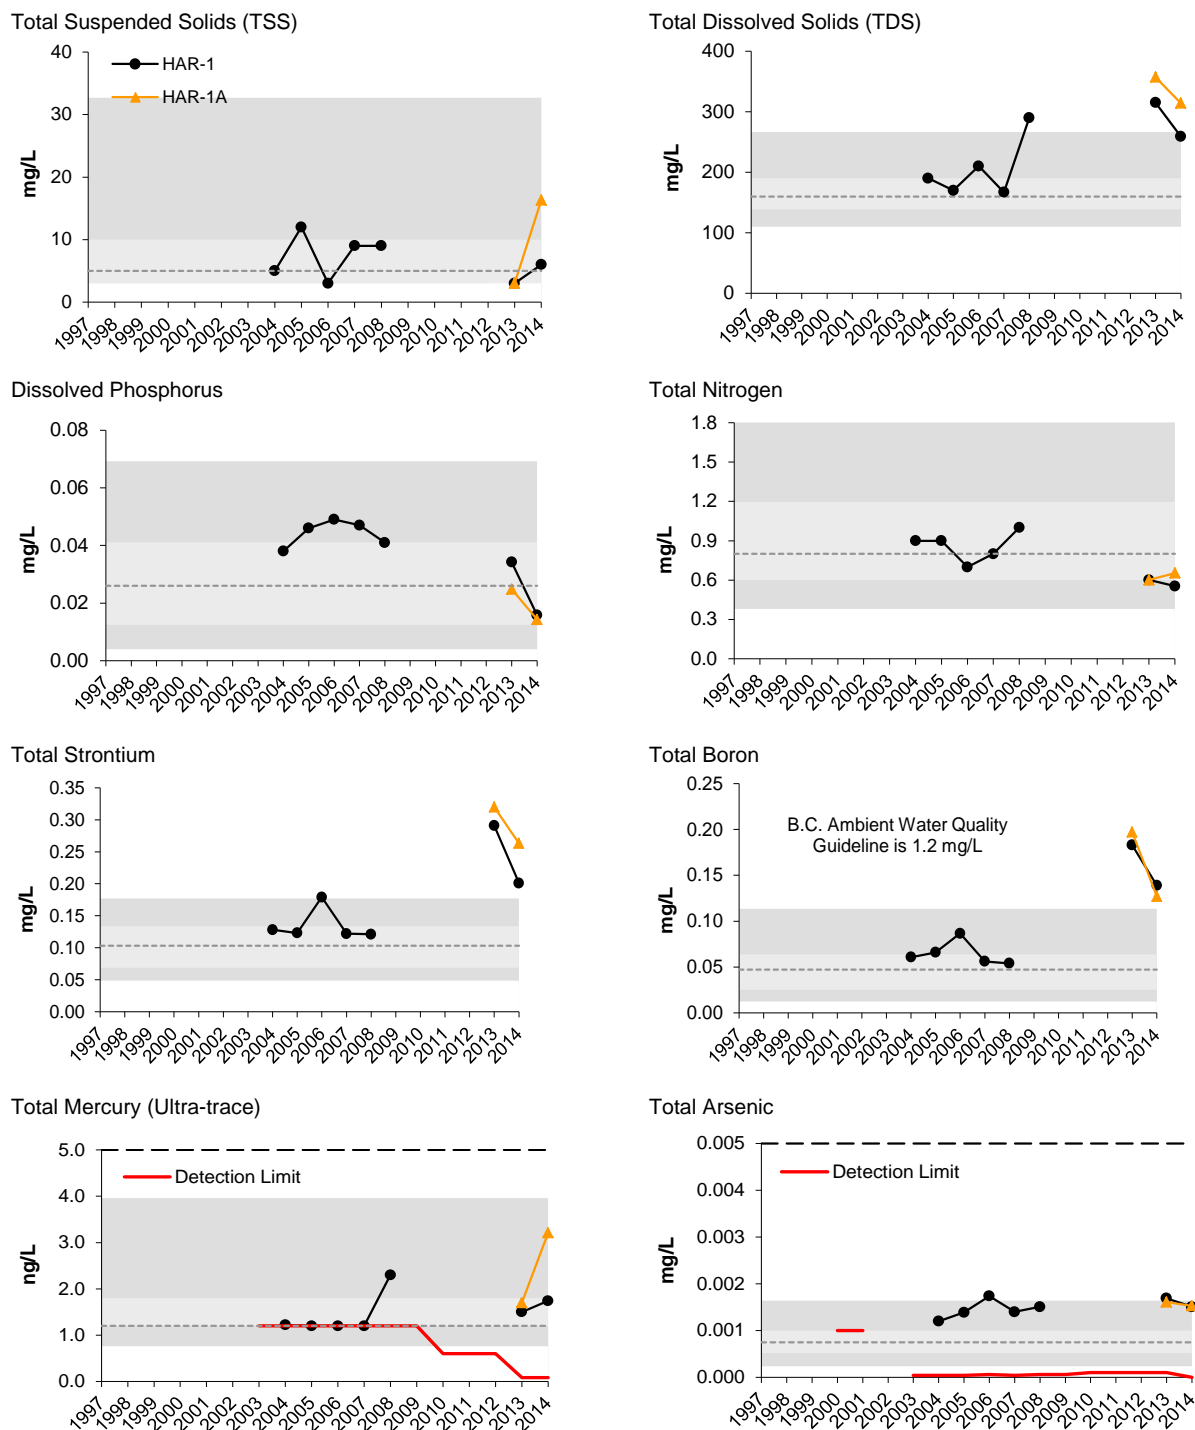 Total Suspended Solids (TSS)
40
30
20
10
0
mg/L
HAR-1
HAR-1A
1997 1998 1999 2000 2001 2002 2003 2004 2005 2006 2007 2008 2009 2010 2011 2012 2013 2014
Total Dissolved Solids (TDS)
400
300
200
100
0
mg/L
1997 1998 1999 2000 2001 2002 2003 2004 2005 2006 2007 2008 2009 2010 2011 2012 2013 2014
Dissolved Phosphorus
0.08
0.06
0.04
0.02
0.00
mg/L
1997 1998 1999 2000 2001 2002 2003 2004 2005 2006 2007 2008 2009 2010 2011 2012 2013 2014
Total Nitrogen
1.8
1.5
1.2
0.9
0.6
0.3
0.0
mg/L
1997 1998 1999 2000 2001 2002 2003 2004 2005 2006 2007 2008 2009 2010 2011 2012 2013 2014
Total Strontium
0.35
0.30
0.25
0.20
0.15
0.10
0.05
0.00
mg/L
1997 1998 1999 2000 2001 2002 2003 2004 2005 2006 2007 2008 2009 2010 2011 2012 2013 2014
Total Boron
0.25
0.20
0.15
0.10
0.05
0.00
mg/L
B.C. Ambient Water Quality
Guideline is 1.2 mg/L
1997 1998 1999 2000 2001 2002 2003 2004 2005 2006 2007 2008 2009 2010 2011 2012 2013 2014
Total Mercury (Ultra-trace)
5.0
4.0
3.0
2.0
1.0
0.0
ng/L
Detection Limit
1997 1998 1999 2000 2001 2002 2003 2004 2005 2006 2007 2008 2009 2010 2011 2012 2013 2014
Total Arsenic
0.005
0.004
0.003
0.002
0.001
0.000
mg/L
Detection Limit
1997 1998 1999 2000 2001 2002 2003 2004 2005 2006 2007 2008 2009 2010 2011 2012 2013 2014